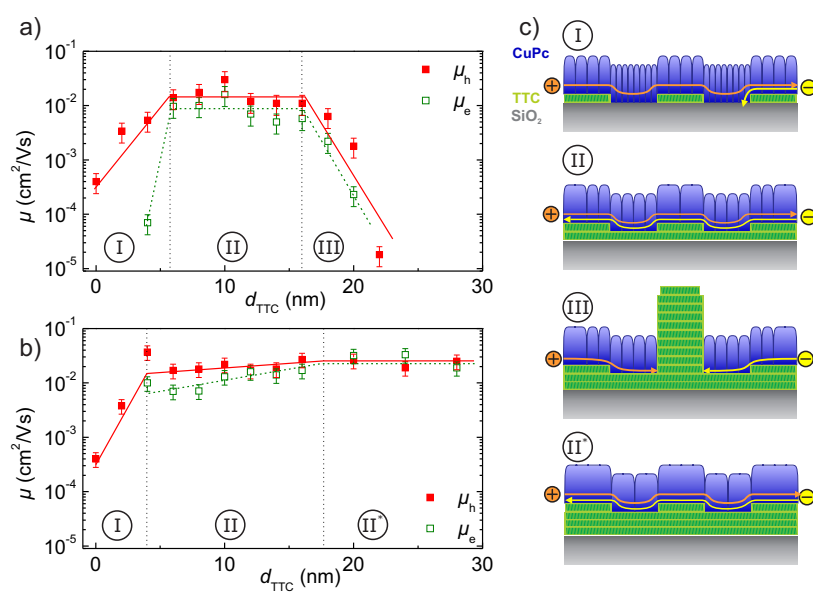 a)
10⁻¹
10⁻²
10⁻³
10⁻⁴
10⁻⁵
μ (cm²/Vs)
μₕ
μₑ
I II III
0 10 20 30
d_TTC (nm)
b)
10⁻¹
10⁻²
10⁻³
10⁻⁴
10⁻⁵
μ (cm²/Vs)
μₕ
μₑ
I II II*
0 10 20 30
d_TTC (nm)
c)
I
CuPc
+ −
TTC
SiO₂
II
+ −
III
+ −
II*
+ −